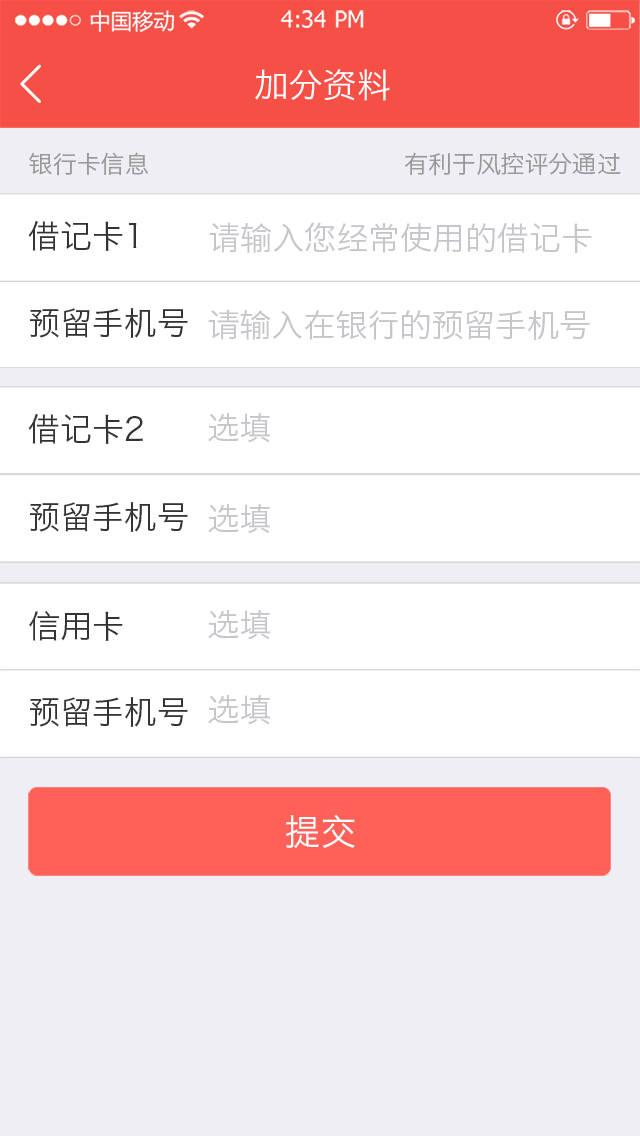 中国移动 4:34 PM
加分资料
银行卡信息 有利于风控评分通过
借记卡1 请输入您经常使用的借记卡
预留手机号 请输入在银行的预留手机号
借记卡2 选填
预留手机号 选填
信用卡 选填
预留手机号 选填
提交